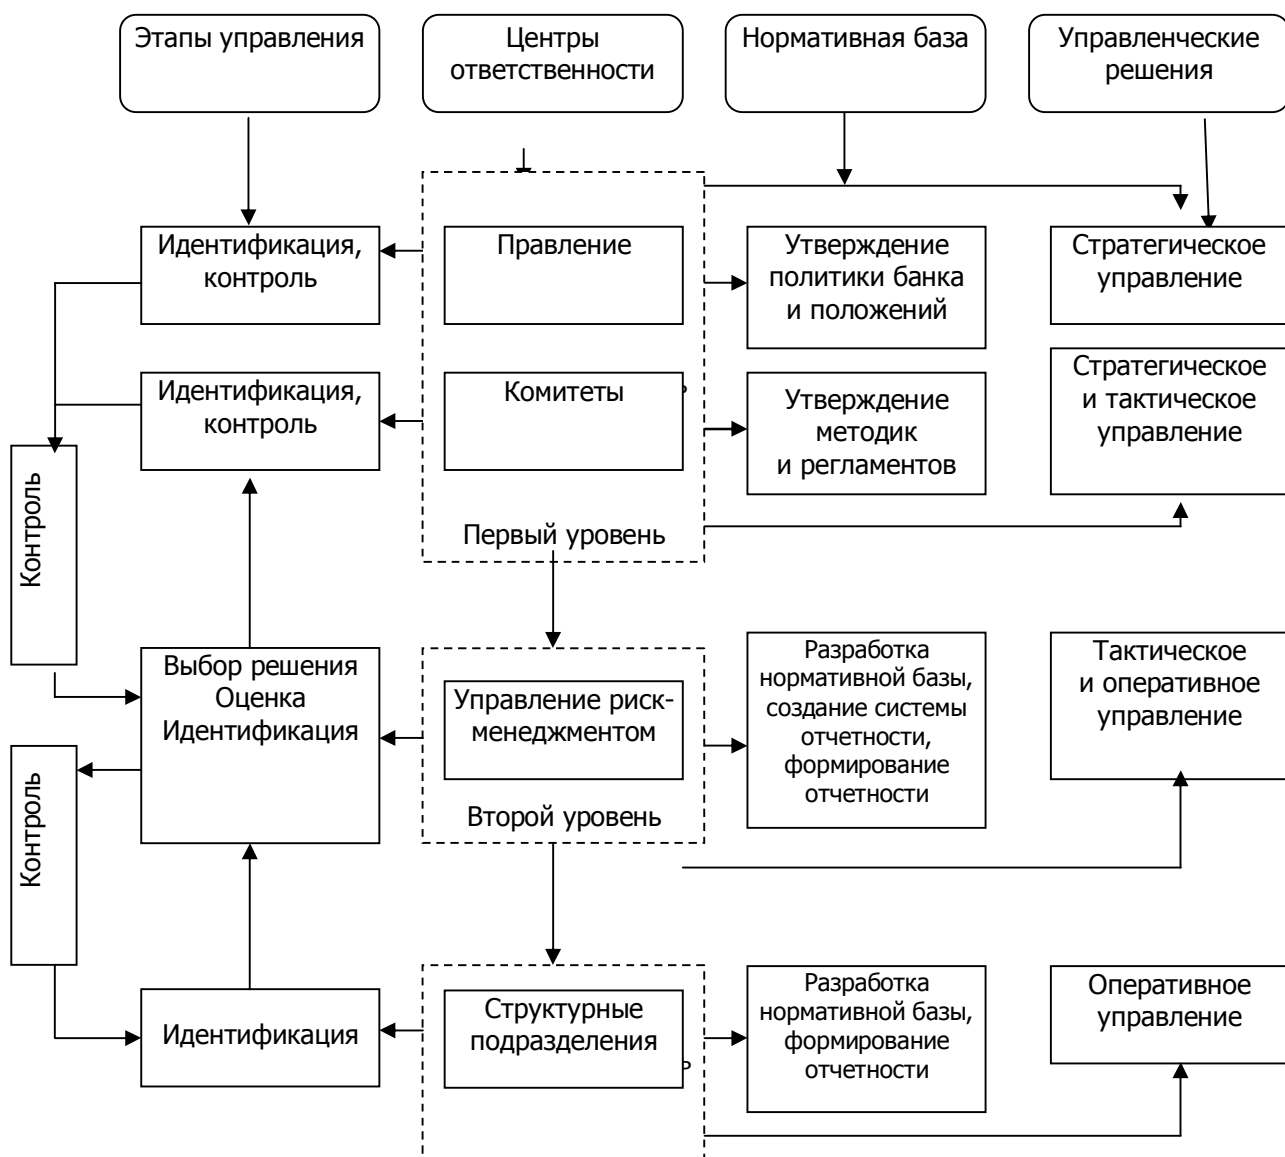 Этапы управления
Центры
ответственности
Нормативная база
Управленческие
решения
Идентификация,
контроль
Правление
Утверждение
политики банка
и положений
Стратегическое
управление
Идентификация,
контроль
Комитеты
Утверждение
методик
и регламентов
Стратегическое
и тактическое
управление
Контроль
Первый уровень
Выбор решения
Оценка
Идентификация
Управление риск-
менеджментом
Разработка
нормативной базы,
создание системы
отчетности,
формирование
отчетности
Тактическое
и оперативное
управление
Контроль
Второй уровень
Идентификация
Структурные
подразделения
Разработка
нормативной базы,
формирование
отчетности
Оперативное
управление